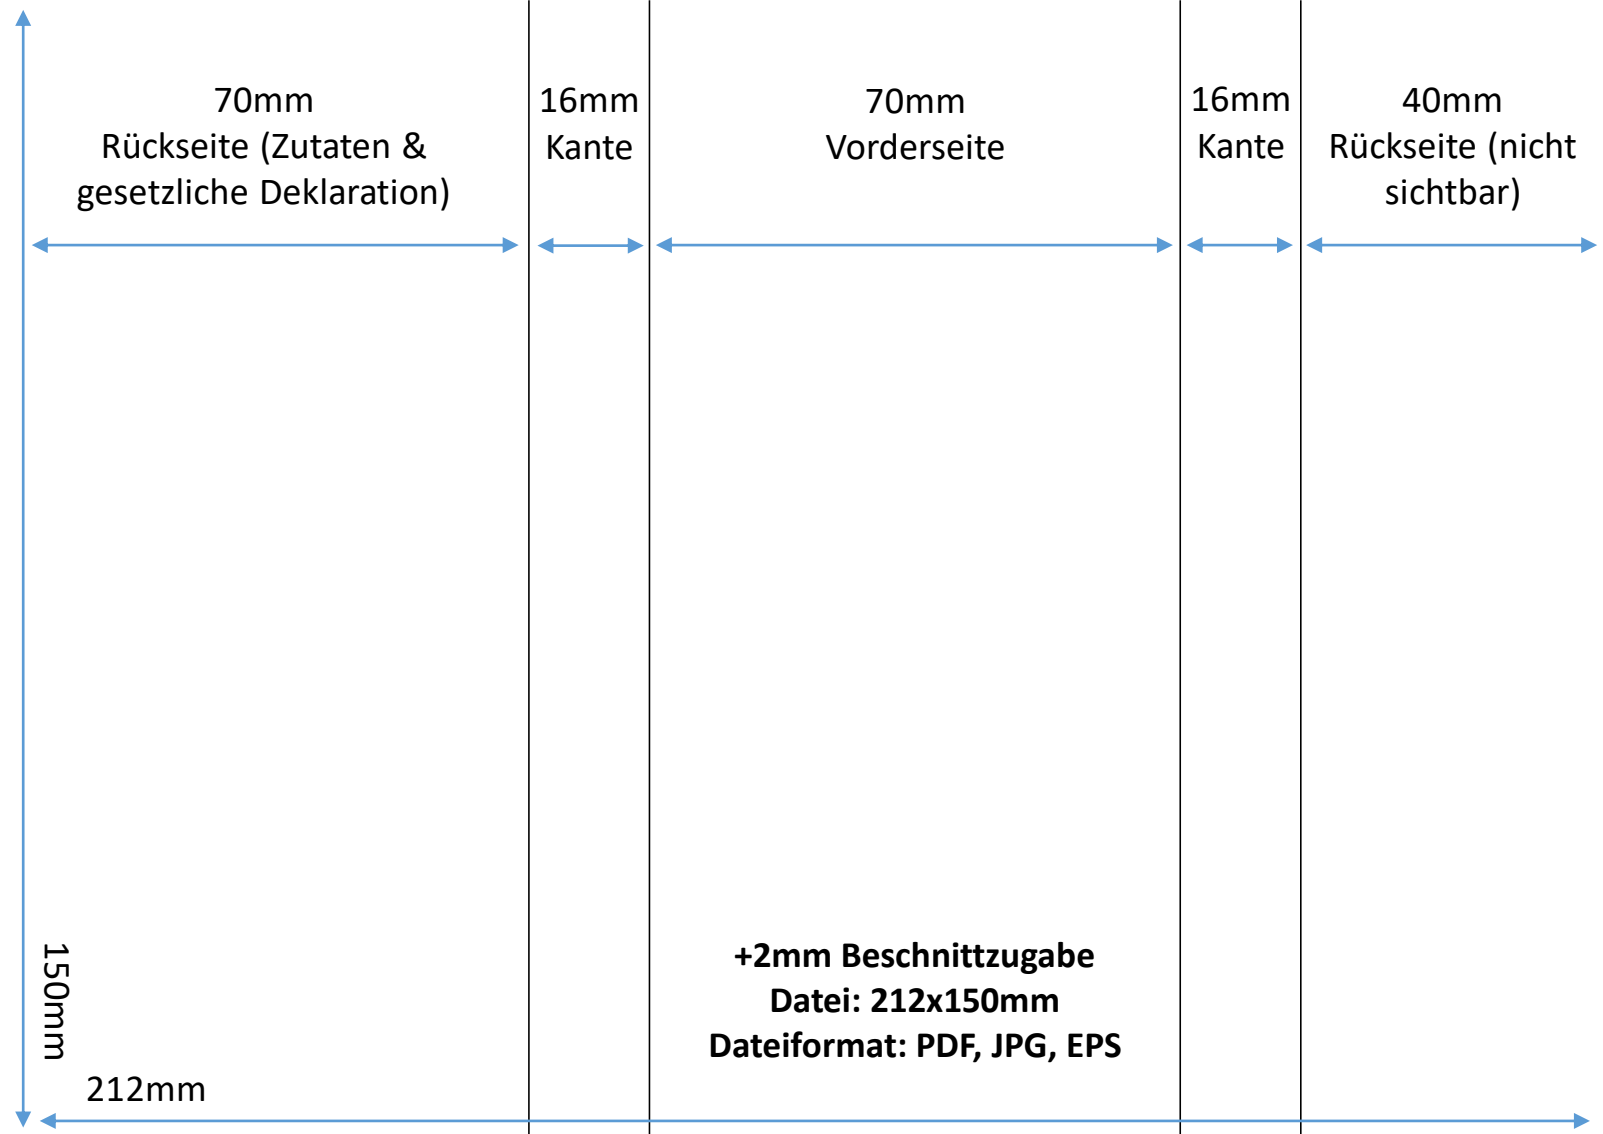 70mm
Rückseite (Zutaten &
gesetzliche Deklaration)
16mm
Kante
70mm
Vorderseite
16mm
Kante
40mm
Rückseite (nicht
sichtbar)
+2mm Beschnittzugabe
Datei: 212x150mm
Dateiformat: PDF, JPG, EPS
150mm
212mm